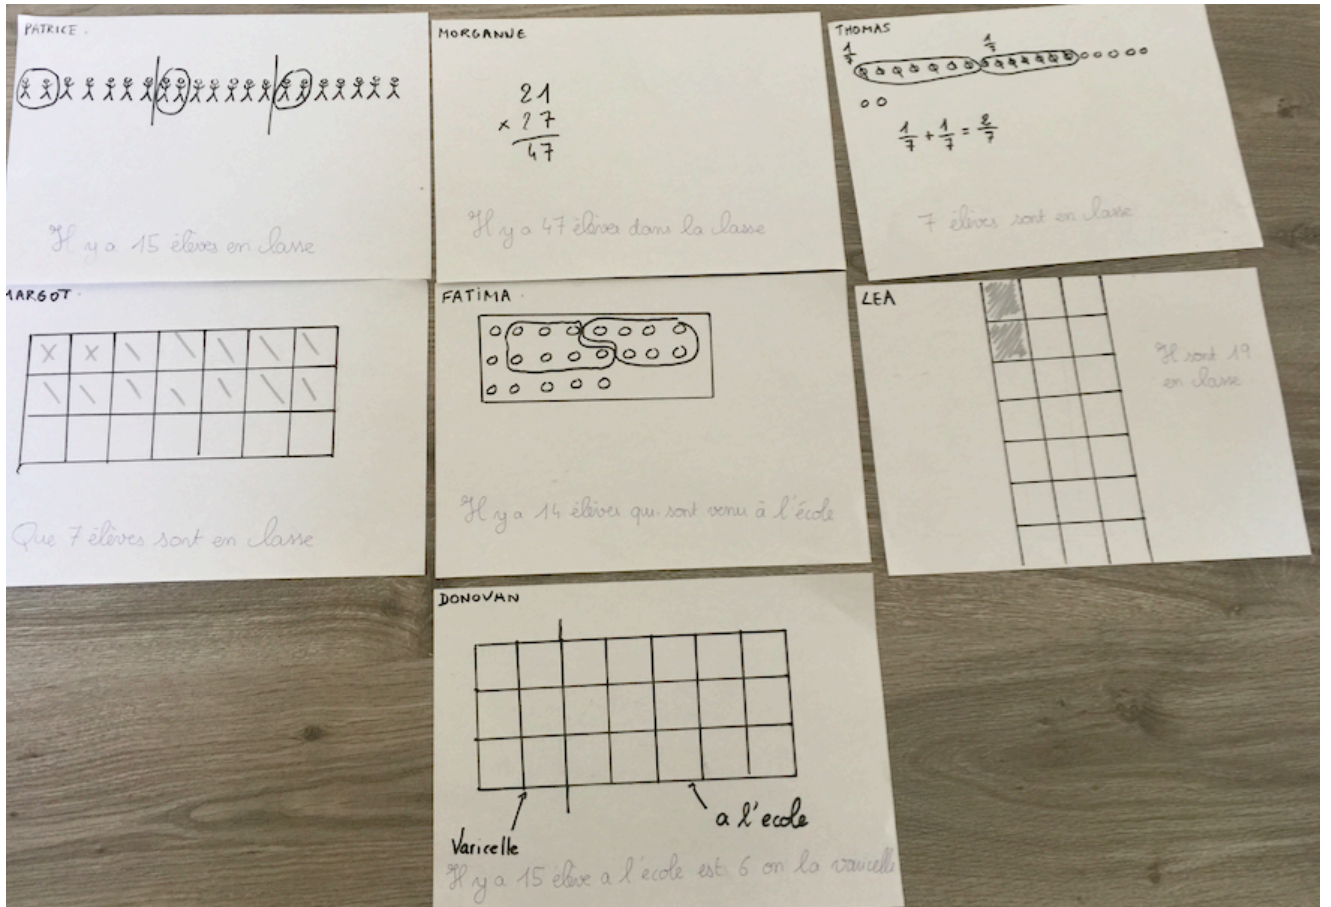 PATRICE.
Il y a 15 élèves en classe
MORGANNE
21
x 27
47
Il y a 47 élèves dans la classe
THOMAS
1/7
1/7
1/7 + 1/7 = 2/7
7 élèves sont en classe
MARGOT.
Que 7 élèves sont en classe
FATIMA
Il y a 14 élèves qui sont venu à l'école
LEA
Il sont 19
en classe
DONOVAN
Varicelle
a l'ecole
Il y a 15 élève a l'école est 6 on la varicelle